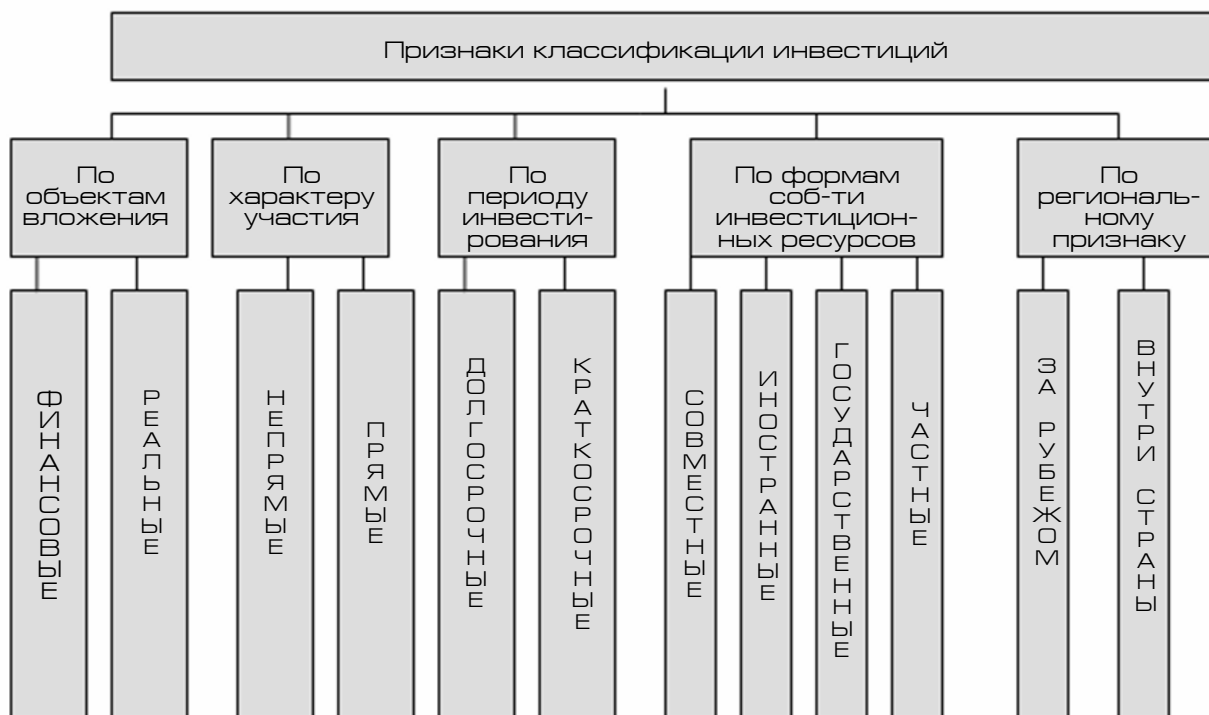 Признаки классификации инвестиций
По
объектам
вложения
По
характеру
участия
По
периоду
инвести-
рования
По формам
соб-ти
инвестицион-
ных ресурсов
По
региональ-
ному
признаку
ФИНАНСОВЫЕ
РЕАЛЬНЫЕ
НЕПРЯМЫЕ
ПРЯМЫЕ
ДОЛГОСРОЧНЫЕ
КРАТКОСРОЧНЫЕ
СОВМЕСТНЫЕ
ИНОСТРАННЫЕ
ГОСУДАРСТВЕННЫЕ
ЧАСТНЫЕ
ЗА РУБЕЖОМ
ВНУТРИ СТРАНЫ